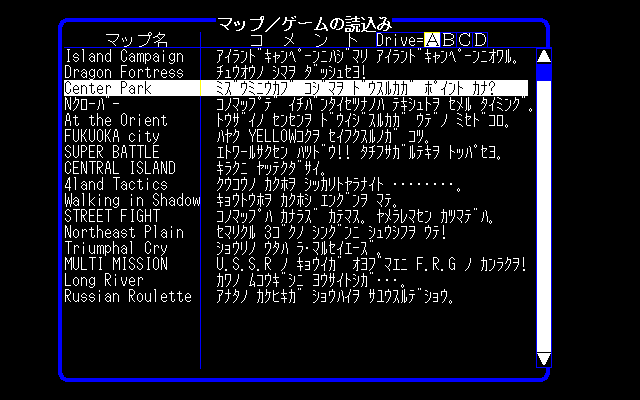 マップ／ゲームの読込み
マップ名 コメント Drive=A B C D
Island Campaign ｱｲﾗﾝﾄﾞｷｬﾝﾍﾟｰﾝﾆﾊｼﾞﾏﾘ ｱｲﾗﾝﾄﾞｷｬﾝﾍﾟｰﾝﾆｵﾜﾙ｡
Dragon Fortress ﾁｭｳｵｳﾉ ｼﾏｦ ﾀﾞｯｼｭｾﾖ!
Center Park ﾐｽﾞｳﾐﾆｳｶﾌﾞ ｺｼﾞﾏｦ ﾄﾞｳｽﾙｶｶﾞ ﾎﾟｲﾝﾄ ｶﾅ?
Nクローバー ｺﾉﾏｯﾌﾟﾃﾞ ｲﾁﾊﾞﾝﾀｲｾﾂﾅﾉﾊ ﾃｷｼｭﾄｦ ｾﾒﾙ ﾀｲﾐﾝｸﾞ｡
At the Orient ﾄｳｻﾞｲﾉ ｾﾝｾﾝｦ ﾄﾞｳｲｼﾞｽﾙｶｶﾞ ｳﾃﾞﾉ ﾐｾﾄﾞｺﾛ｡
FUKUOKA city ﾊﾔｸ YELLOWｺｸｦ ｾｲﾌｸｽﾙﾉｶﾞ ｺﾂ｡
SUPER BATTLE ｴﾄﾜｰﾙｻｸｾﾝ ﾊﾂﾄﾞｳ!! ﾀﾁﾌｻｶﾞﾙﾃｷｦ ﾄｯﾊﾟｾﾖ｡
CENTRAL ISLAND ｷﾗｸﾆ ﾔｯﾃｸﾀﾞｻｲ｡
4land Tactics ｸｳｺｳﾉ ｶｸﾎｦ ｼｯｶﾘﾄﾔﾗﾅｲﾄ ････････｡
Walking in Shadow ｷｮｳﾄｳﾎｦ ｶｸﾎｼ ｴﾝｸﾞﾝｦ ﾏﾃ｡
STREET FIGHT ｺﾉﾏｯﾌﾟﾊ ｶﾅﾗｽﾞ ｶﾃﾏｽ｡ ﾔﾒﾗﾚﾏｾﾝ ｶﾂﾏﾃﾞﾊ｡
Northeast Plain ｾﾏﾘｸﾙ 3ｺﾞｸﾉ ｼﾝｸﾞﾝﾆ ｼｭｳｼﾌｦ ｳﾃ!
Triumphal Cry ｼｮｳﾘﾉ ｳﾀﾊ ﾗ･ﾏﾙｾｲｴｰｽﾞ｡
MULTI MISSION U.S.S.R ﾉ ｷｮｳｲｶﾞ ｵﾖﾌﾞﾏｴﾆ F.R.G ﾉ ｶﾝﾗｸｦ!
Long River ｶﾜﾉ ﾑｺｳｷﾞｼﾆ ﾖｳｻｲﾄｼｶﾞ･･･｡
Russian Roulette ｱﾅﾀﾉ ｶｸﾋｷｶﾞ ｼｮｳﾊｲｦ ｻﾕｳｽﾙﾃﾞｼｮｳ｡